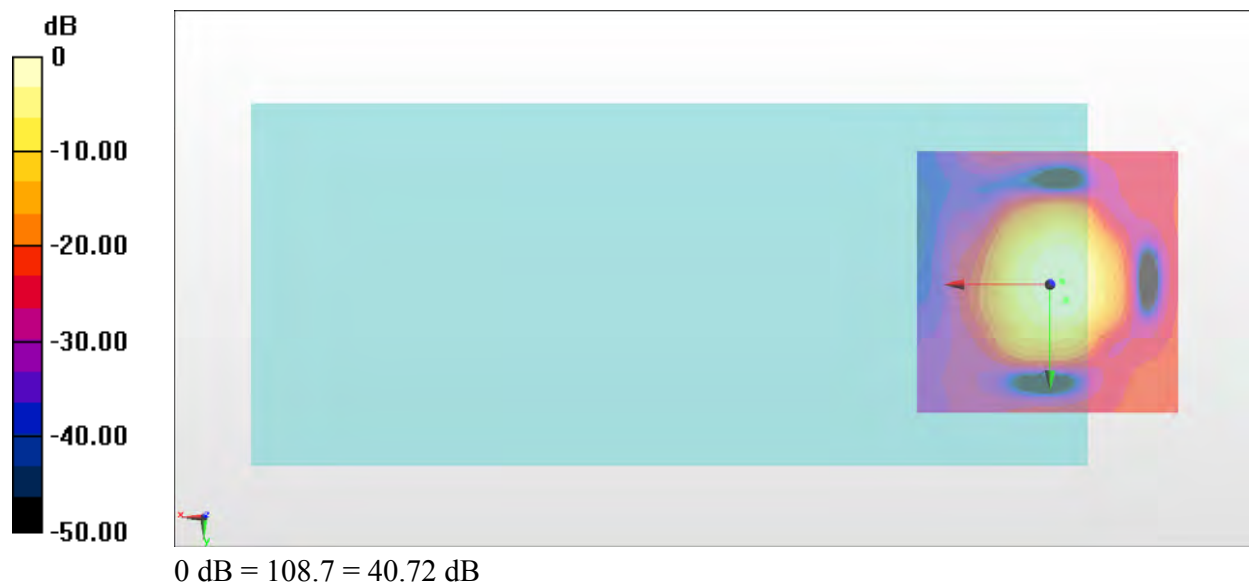 dB
0
-10.00
-20.00
-30.00
-40.00
-50.00
x
z
y
0 dB = 108.7 = 40.72 dB